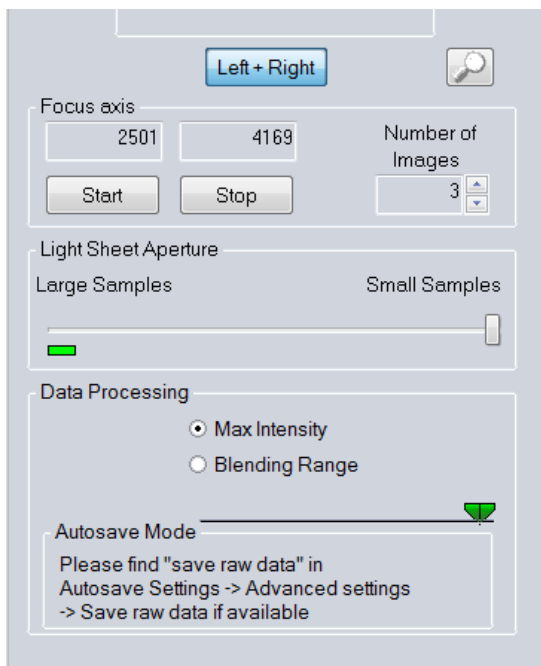 Left + Right
Focus axis
2501 4169 Number of
Images
3
Start Stop
Light Sheet Aperture
Large Samples Small Samples
Data Processing
Max Intensity
Blending Range
Autosave Mode
Please find "save raw data" in
Autosave Settings -> Advanced settings
-> Save raw data if available